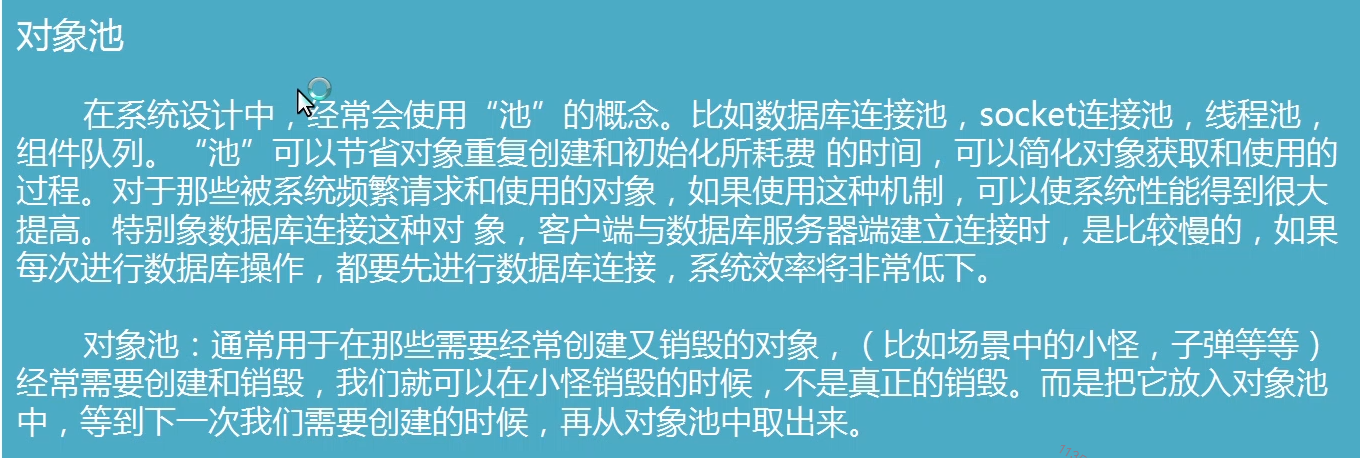 对象池
在系统设计中，经常会使用“池”的概念。比如数据库连接池，socket连接池，线程池，
组件队列。“池”可以节省对象重复创建和初始化所耗费 的时间，可以简化对象获取和使用的
过程。对于那些被系统频繁请求和使用的对象，如果使用这种机制，可以使系统性能得到很大
提高。特别象数据库连接这种对 象，客户端与数据库服务器端建立连接时，是比较慢的，如果
每次进行数据库操作，都要先进行数据库连接，系统效率将非常低下。
对象池：通常用于在那些需要经常创建又销毁的对象，（比如场景中的小怪，子弹等等）
经常需要创建和销毁，我们就可以在小怪销毁的时候，不是真正的销毁。而是把它放入对象池
中，等到下一次我们需要创建的时候，再从对象池中取出来。